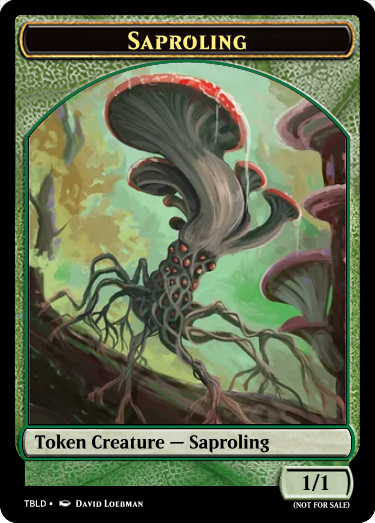 Saproling
Token Creature — Saproling
1/1
TBLD • David Loebman
(NOT FOR SALE)